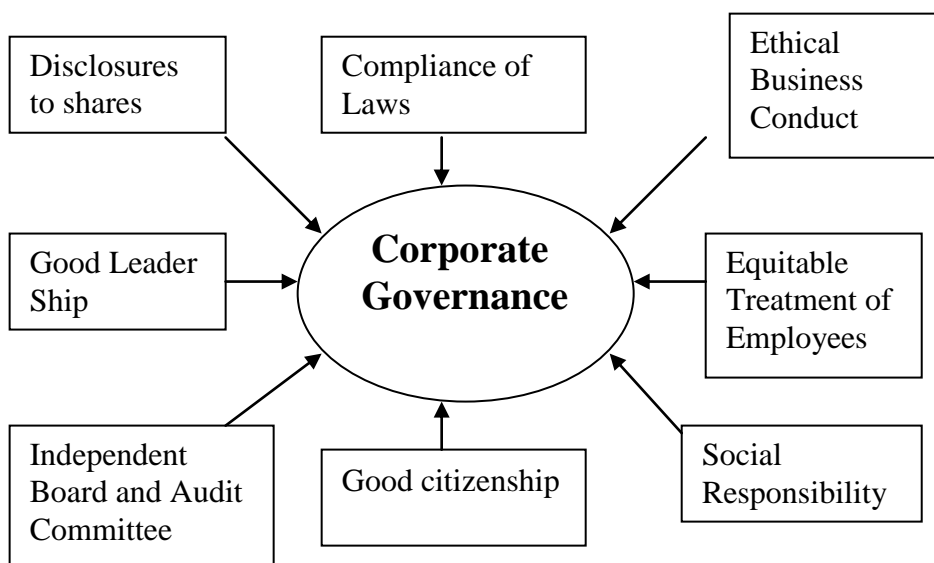 Disclosures
to shares
Compliance of
Laws
Ethical
Business
Conduct
Good Leader
Ship
Corporate
Governance
Equitable
Treatment of
Employees
Independent
Board and Audit
Committee
Good citizenship
Social
Responsibility